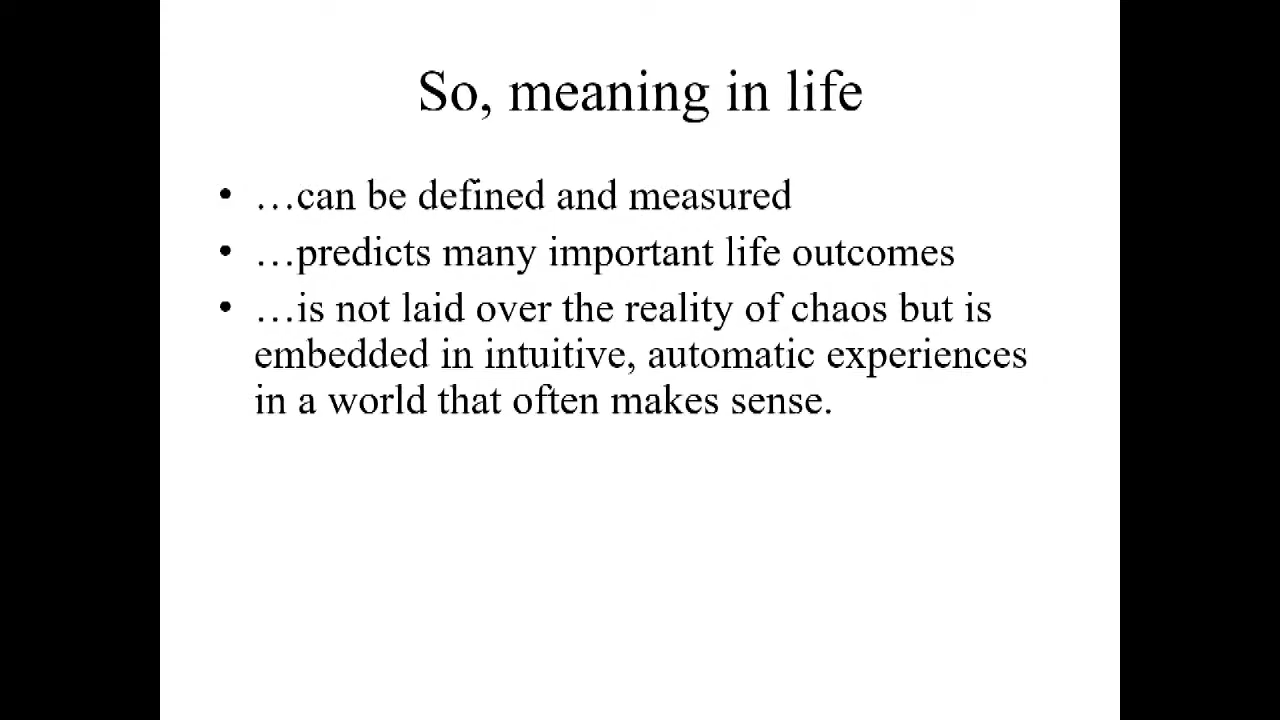 So, meaning in life
• …can be defined and measured
• …predicts many important life outcomes
• …is not laid over the reality of chaos but is
embedded in intuitive, automatic experiences
in a world that often makes sense.